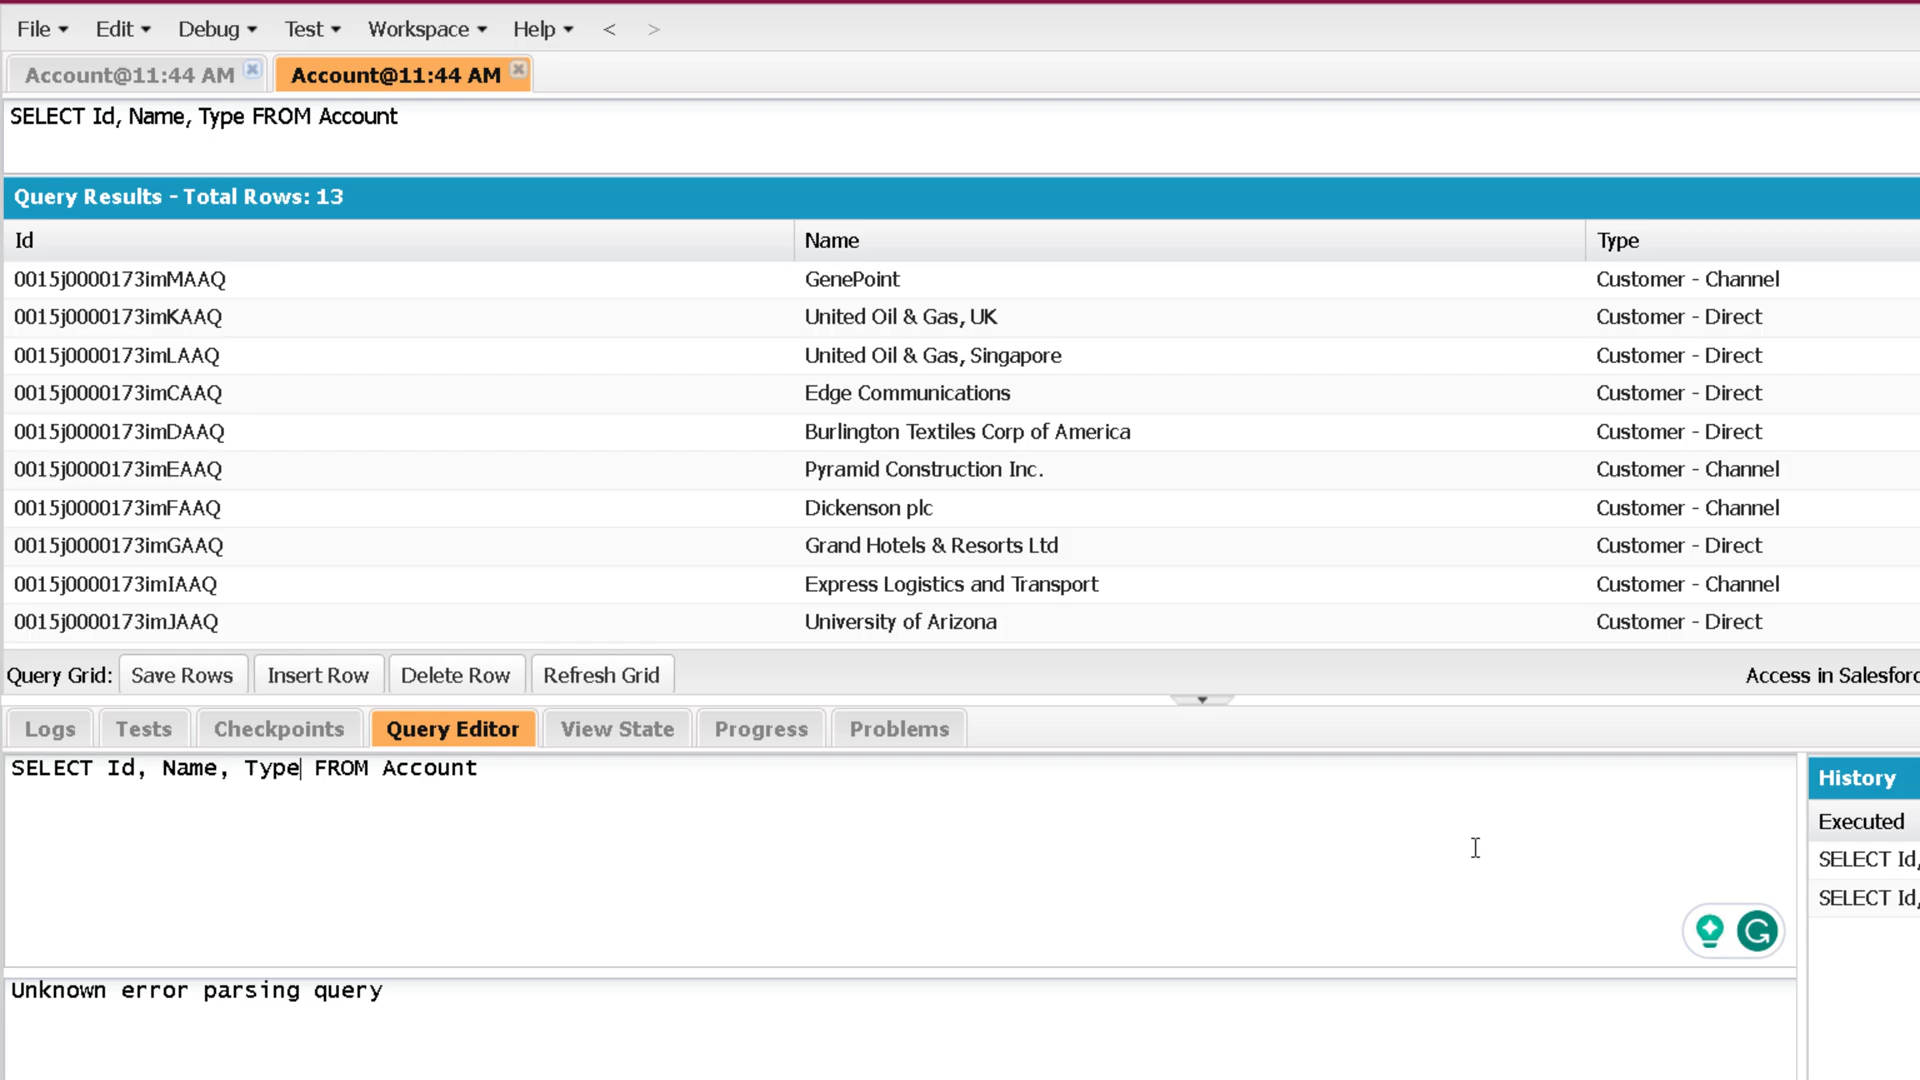 File Edit Debug Test Workspace Help < >
Account@11:44 AM Account@11:44 AM
SELECT Id, Name, Type FROM Account
Query Results - Total Rows: 13
Id Name Type
0015j0000173imMAAQ GenePoint Customer - Channel
0015j0000173imKAAQ United Oil & Gas, UK Customer - Direct
0015j0000173imLAAQ United Oil & Gas, Singapore Customer - Direct
0015j0000173imCAAQ Edge Communications Customer - Direct
0015j0000173imDAAQ Burlington Textiles Corp of America Customer - Direct
0015j0000173imEAAQ Pyramid Construction Inc. Customer - Channel
0015j0000173imFAAQ Dickenson plc Customer - Channel
0015j0000173imGAAQ Grand Hotels & Resorts Ltd Customer - Direct
0015j0000173imIAAQ Express Logistics and Transport Customer - Channel
0015j0000173imJAAQ University of Arizona Customer - Direct
Query Grid: Save Rows Insert Row Delete Row Refresh Grid Access in Salesforc
Logs Tests Checkpoints Query Editor View State Progress Problems
SELECT Id, Name, Type FROM Account
History
Executed
SELECT Id,
SELECT Id,
Unknown error parsing query